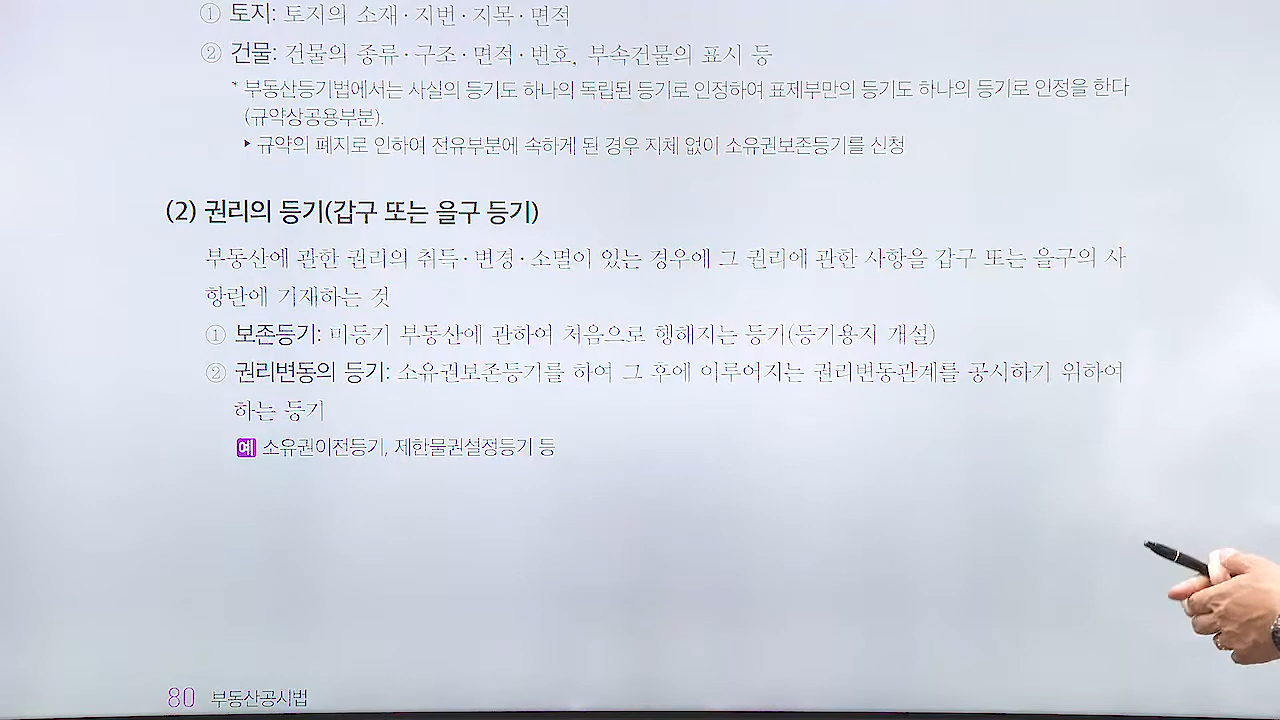 ① 토지: 토지의 소재·지번·지목·면적
② 건물: 건물의 종류·구조·면적·번호, 부속건물의 표시 등
* 부동산등기법에서는 사실의 등기도 하나의 독립된 등기로 인정하여 표제부만의 등기도 하나의 등기로 인정을 한다
(규약상공용부분).
▸ 규약의 폐지로 인하여 전유부분에 속하게 된 경우 지체 없이 소유권보존등기를 신청
(2) 권리의 등기(갑구 또는 을구 등기)
부동산에 관한 권리의 취득·변경·소멸이 있는 경우에 그 권리에 관한 사항을 갑구 또는 을구의 사
항란에 기재하는 것
① 보존등기: 미등기 부동산에 관하여 처음으로 행해지는 등기(등기용지 개설)
② 권리변동의 등기: 소유권보존등기를 하여 그 후에 이루어지는 권리변동관계를 공시하기 위하여
하는 등기
예 소유권이전등기, 제한물권설정등기 등
80 부동산공시법